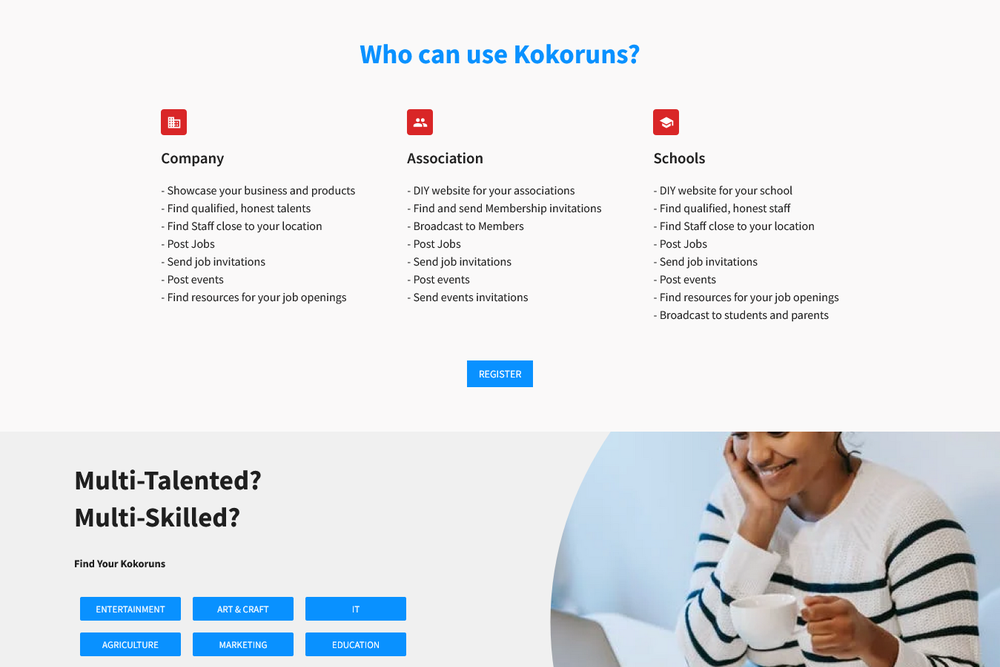 Who can use Kokoruns?
Company
- Showcase your business and products
- Find qualified, honest talents
- Find Staff close to your location
- Post Jobs
- Send job invitations
- Post events
- Find resources for your job openings
Association
- DIY website for your associations
- Find and send Membership invitations
- Broadcast to Members
- Post Jobs
- Send job invitations
- Post events
- Send events invitations
Schools
- DIY website for your school
- Find qualified, honest staff
- Find Staff close to your location
- Post Jobs
- Send job invitations
- Post events
- Find resources for your job openings
- Broadcast to students and parents
REGISTER
Multi-Talented?
Multi-Skilled?
Find Your Kokoruns
ENTERTAINMENT
ART & CRAFT
IT
AGRICULTURE
MARKETING
EDUCATION